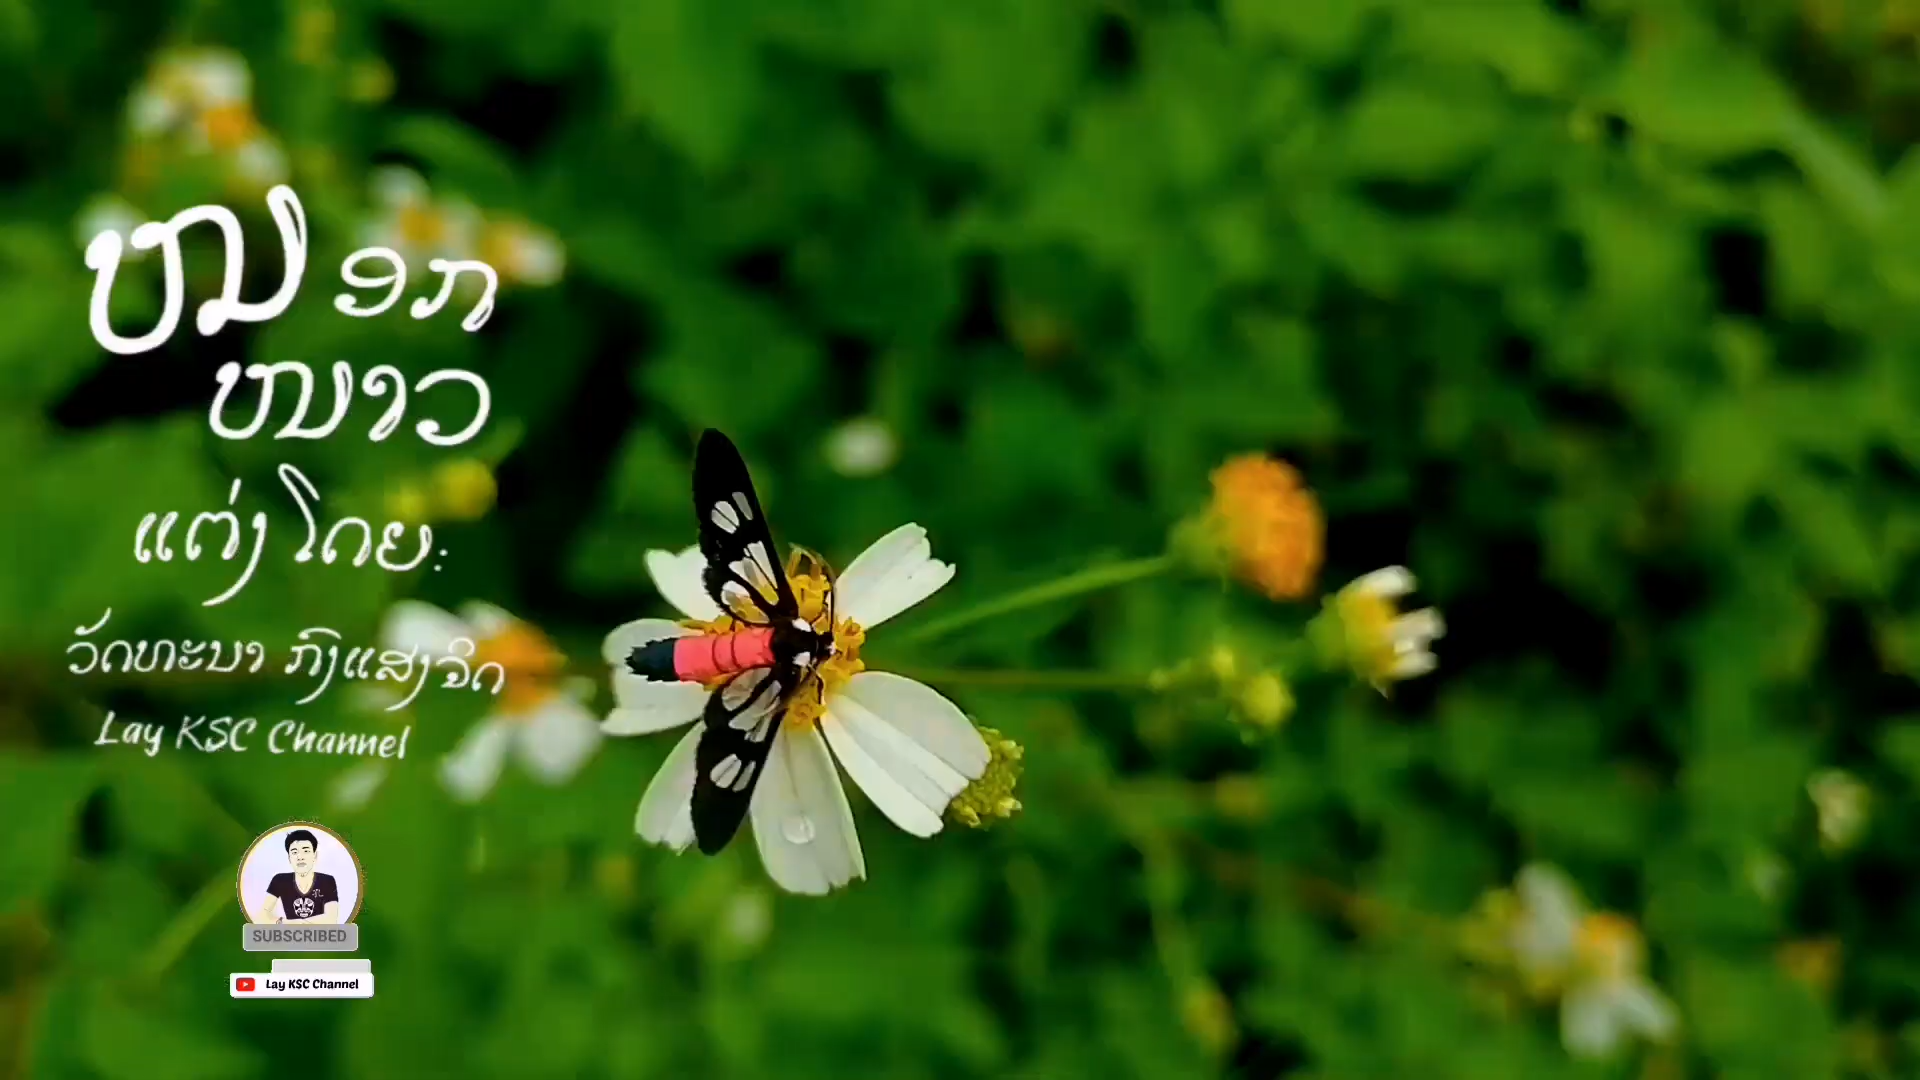 ໝອກ
ໜາວ
ແຕ່ງໂດຍ:
ວັດທະນາ ກົງແສງຈິດ
Lay KSC Channel
SUBSCRIBED
Lay KSC Channel